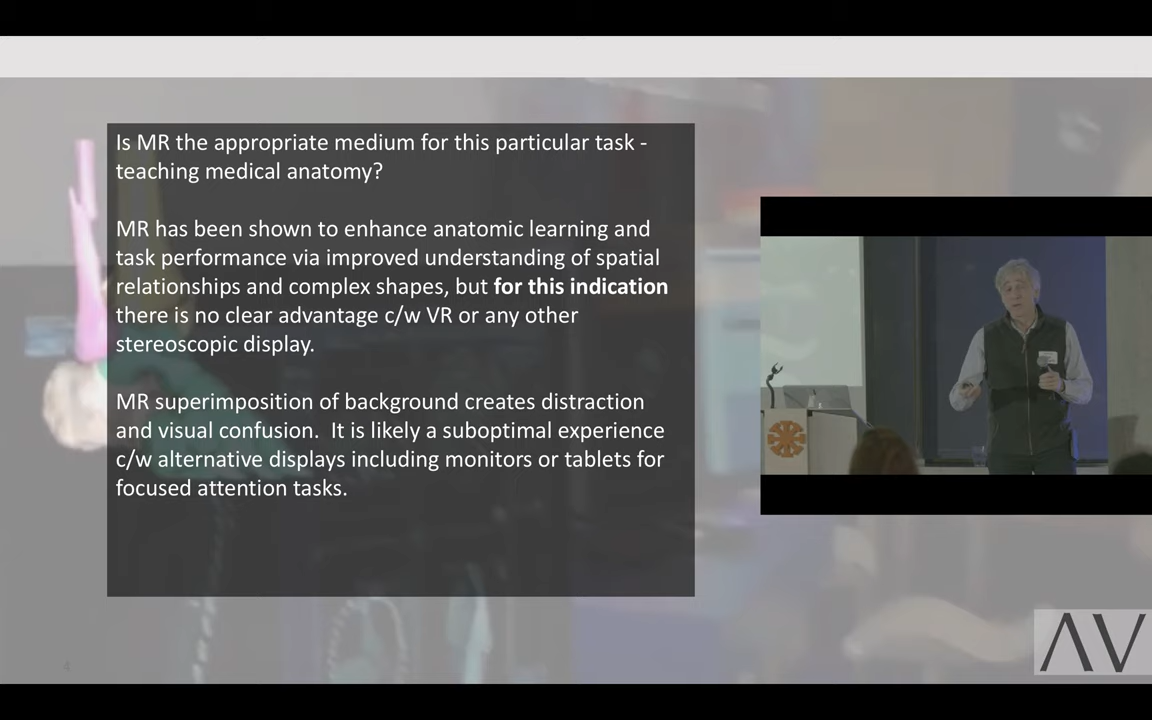 Is MR the appropriate medium for this particular task -
teaching medical anatomy?
MR has been shown to enhance anatomic learning and
task performance via improved understanding of spatial
relationships and complex shapes, but for this indication
there is no clear advantage c/w VR or any other
stereoscopic display.
MR superimposition of background creates distraction
and visual confusion.  It is likely a suboptimal experience
c/w alternative displays including monitors or tablets for
focused attention tasks.
4
ΛV